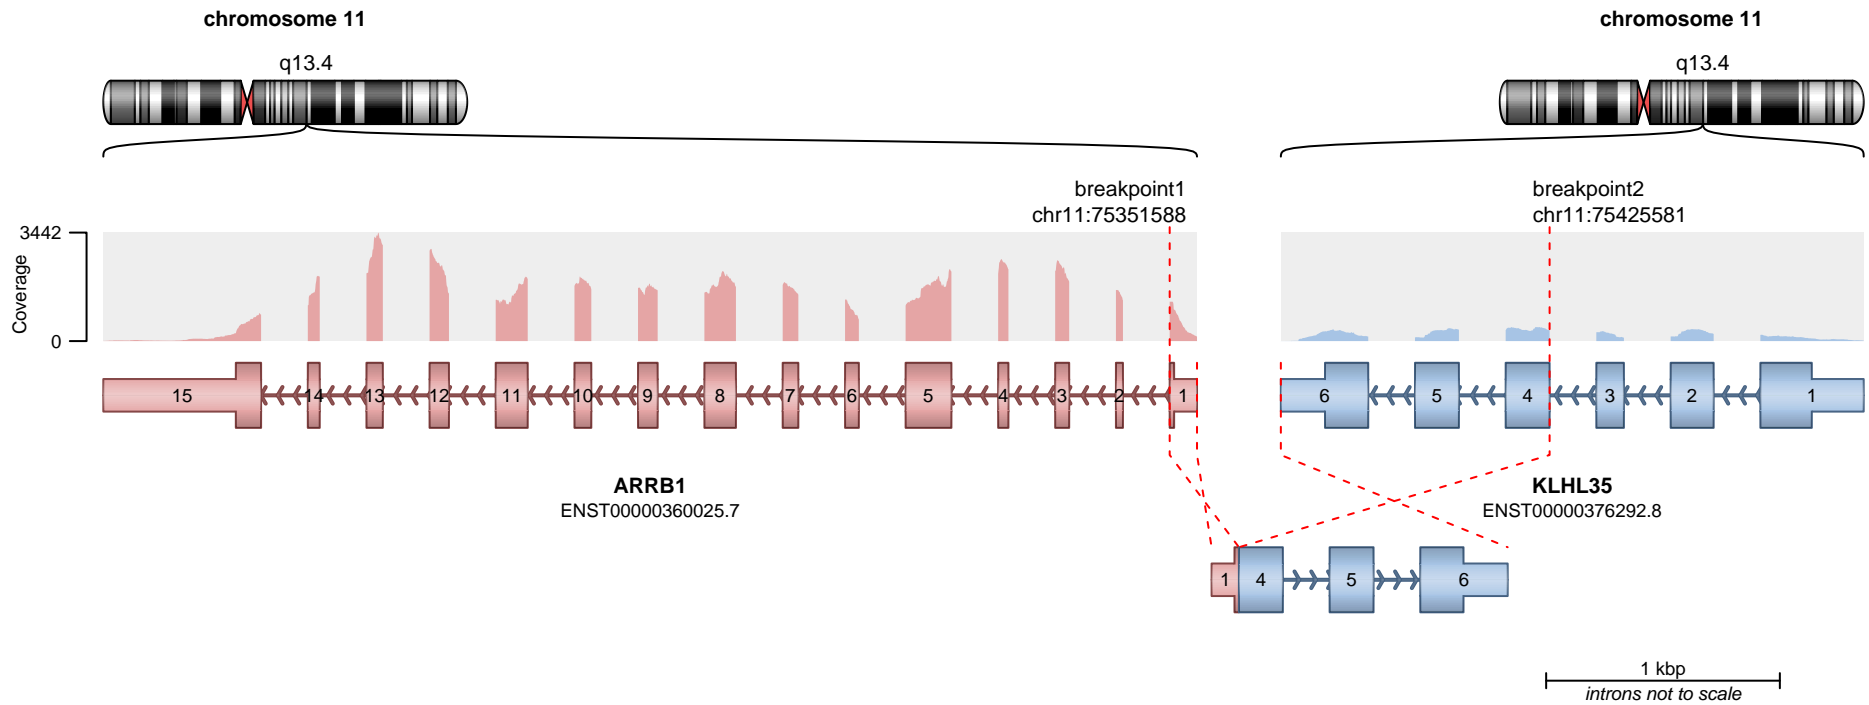 chromosome 11
chromosome 11
q13.4
q13.4
breakpoint1
chr11:75351588
breakpoint2
chr11:75425581
3442
Coverage
0
15 14 13 12 11 10 9 8 7 6 5 4 3 2 1
6 5 4 3 2 1
ARRB1
ENST00000360025.7
KLHL35
ENST00000376292.8
1 4 5 6
1 kbp
introns not to scale